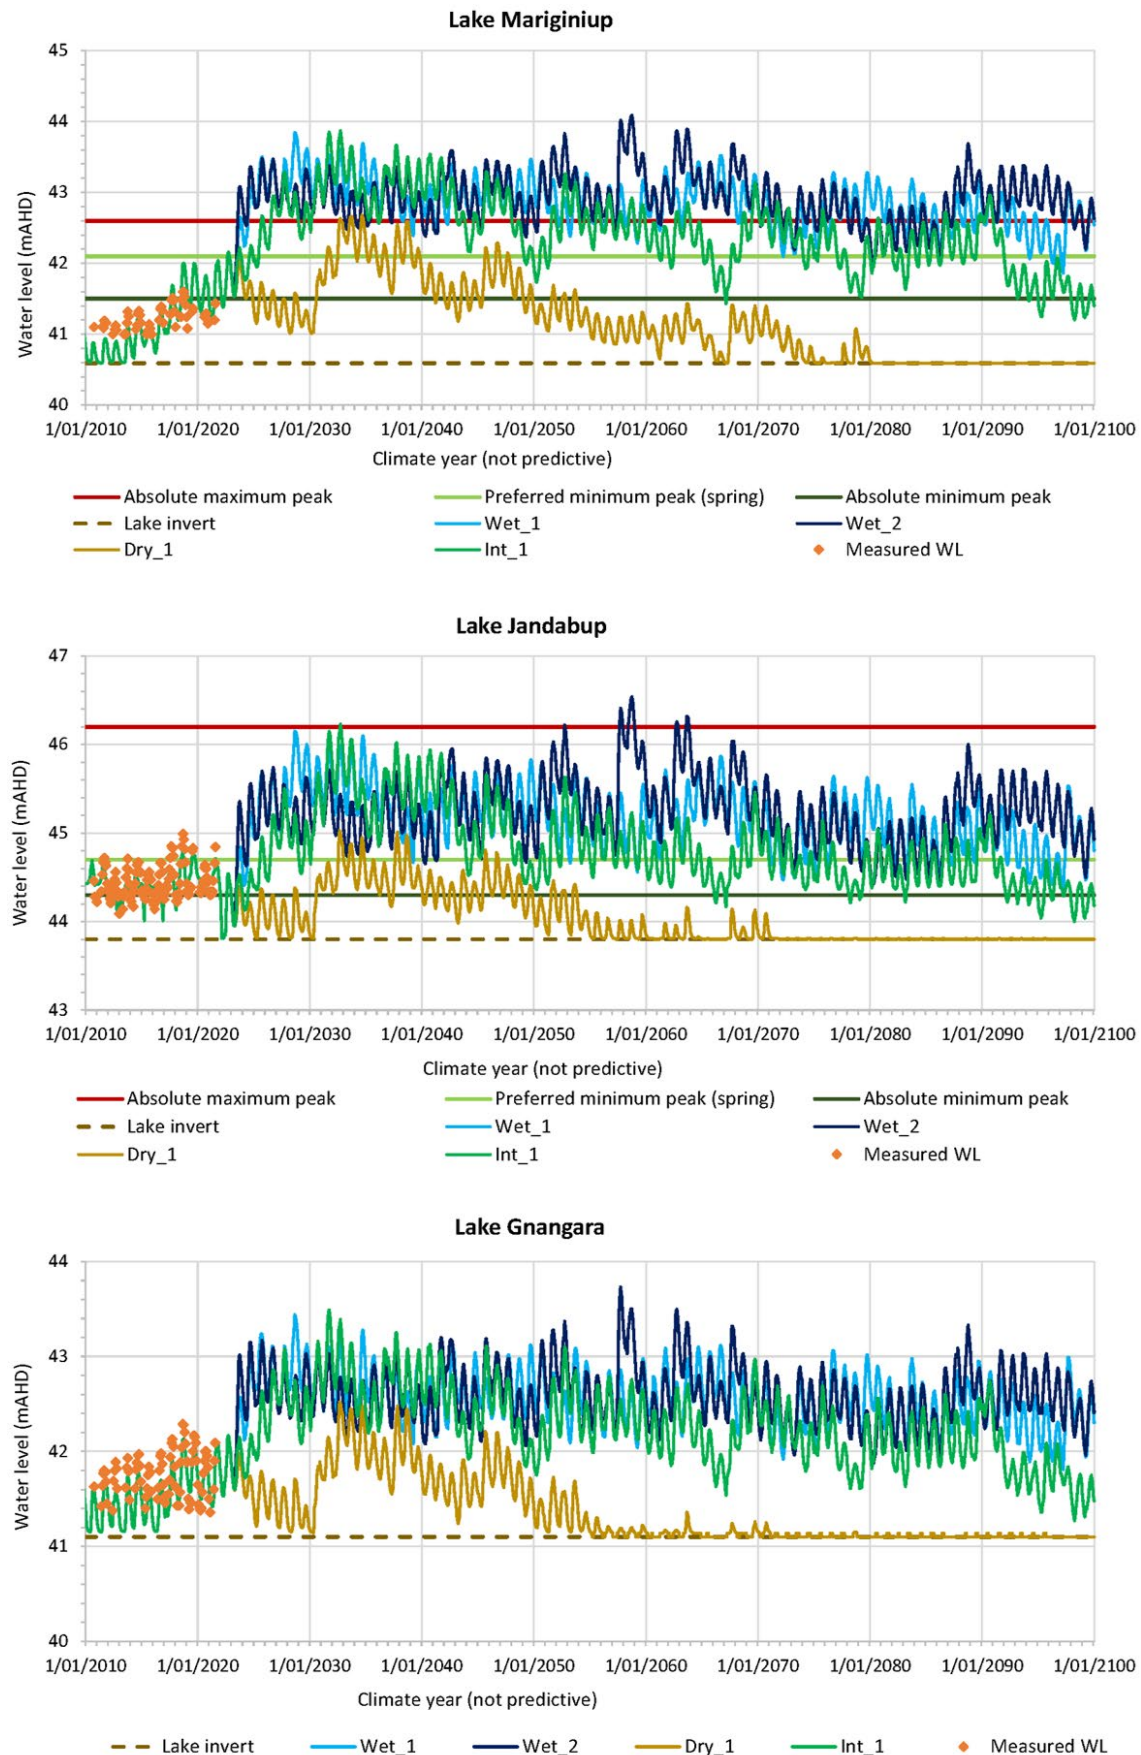 Lake Mariginiup
45
44
43
42
41
40
Water level (mAHD)
1/01/2010 1/01/2020 1/01/2030 1/01/2040 1/01/2050 1/01/2060 1/01/2070 1/01/2080 1/01/2090 1/01/2100
Climate year (not predictive)
Absolute maximum peak Preferred minimum peak (spring) Absolute minimum peak
Lake invert Wet_1 Wet_2
Dry_1 Int_1 Measured WL
Lake Jandabup
47
46
45
44
43
Water level (mAHD)
1/01/2010 1/01/2020 1/01/2030 1/01/2040 1/01/2050 1/01/2060 1/01/2070 1/01/2080 1/01/2090 1/01/2100
Climate year (not predictive)
Absolute maximum peak Preferred minimum peak (spring) Absolute minimum peak
Lake invert Wet_1 Wet_2
Dry_1 Int_1 Measured WL
Lake Gnangara
44
43
42
41
40
Water level (mAHD)
1/01/2010 1/01/2020 1/01/2030 1/01/2040 1/01/2050 1/01/2060 1/01/2070 1/01/2080 1/01/2090 1/01/2100
Climate year (not predictive)
Lake invert Wet_1 Wet_2 Dry_1 Int_1 Measured WL